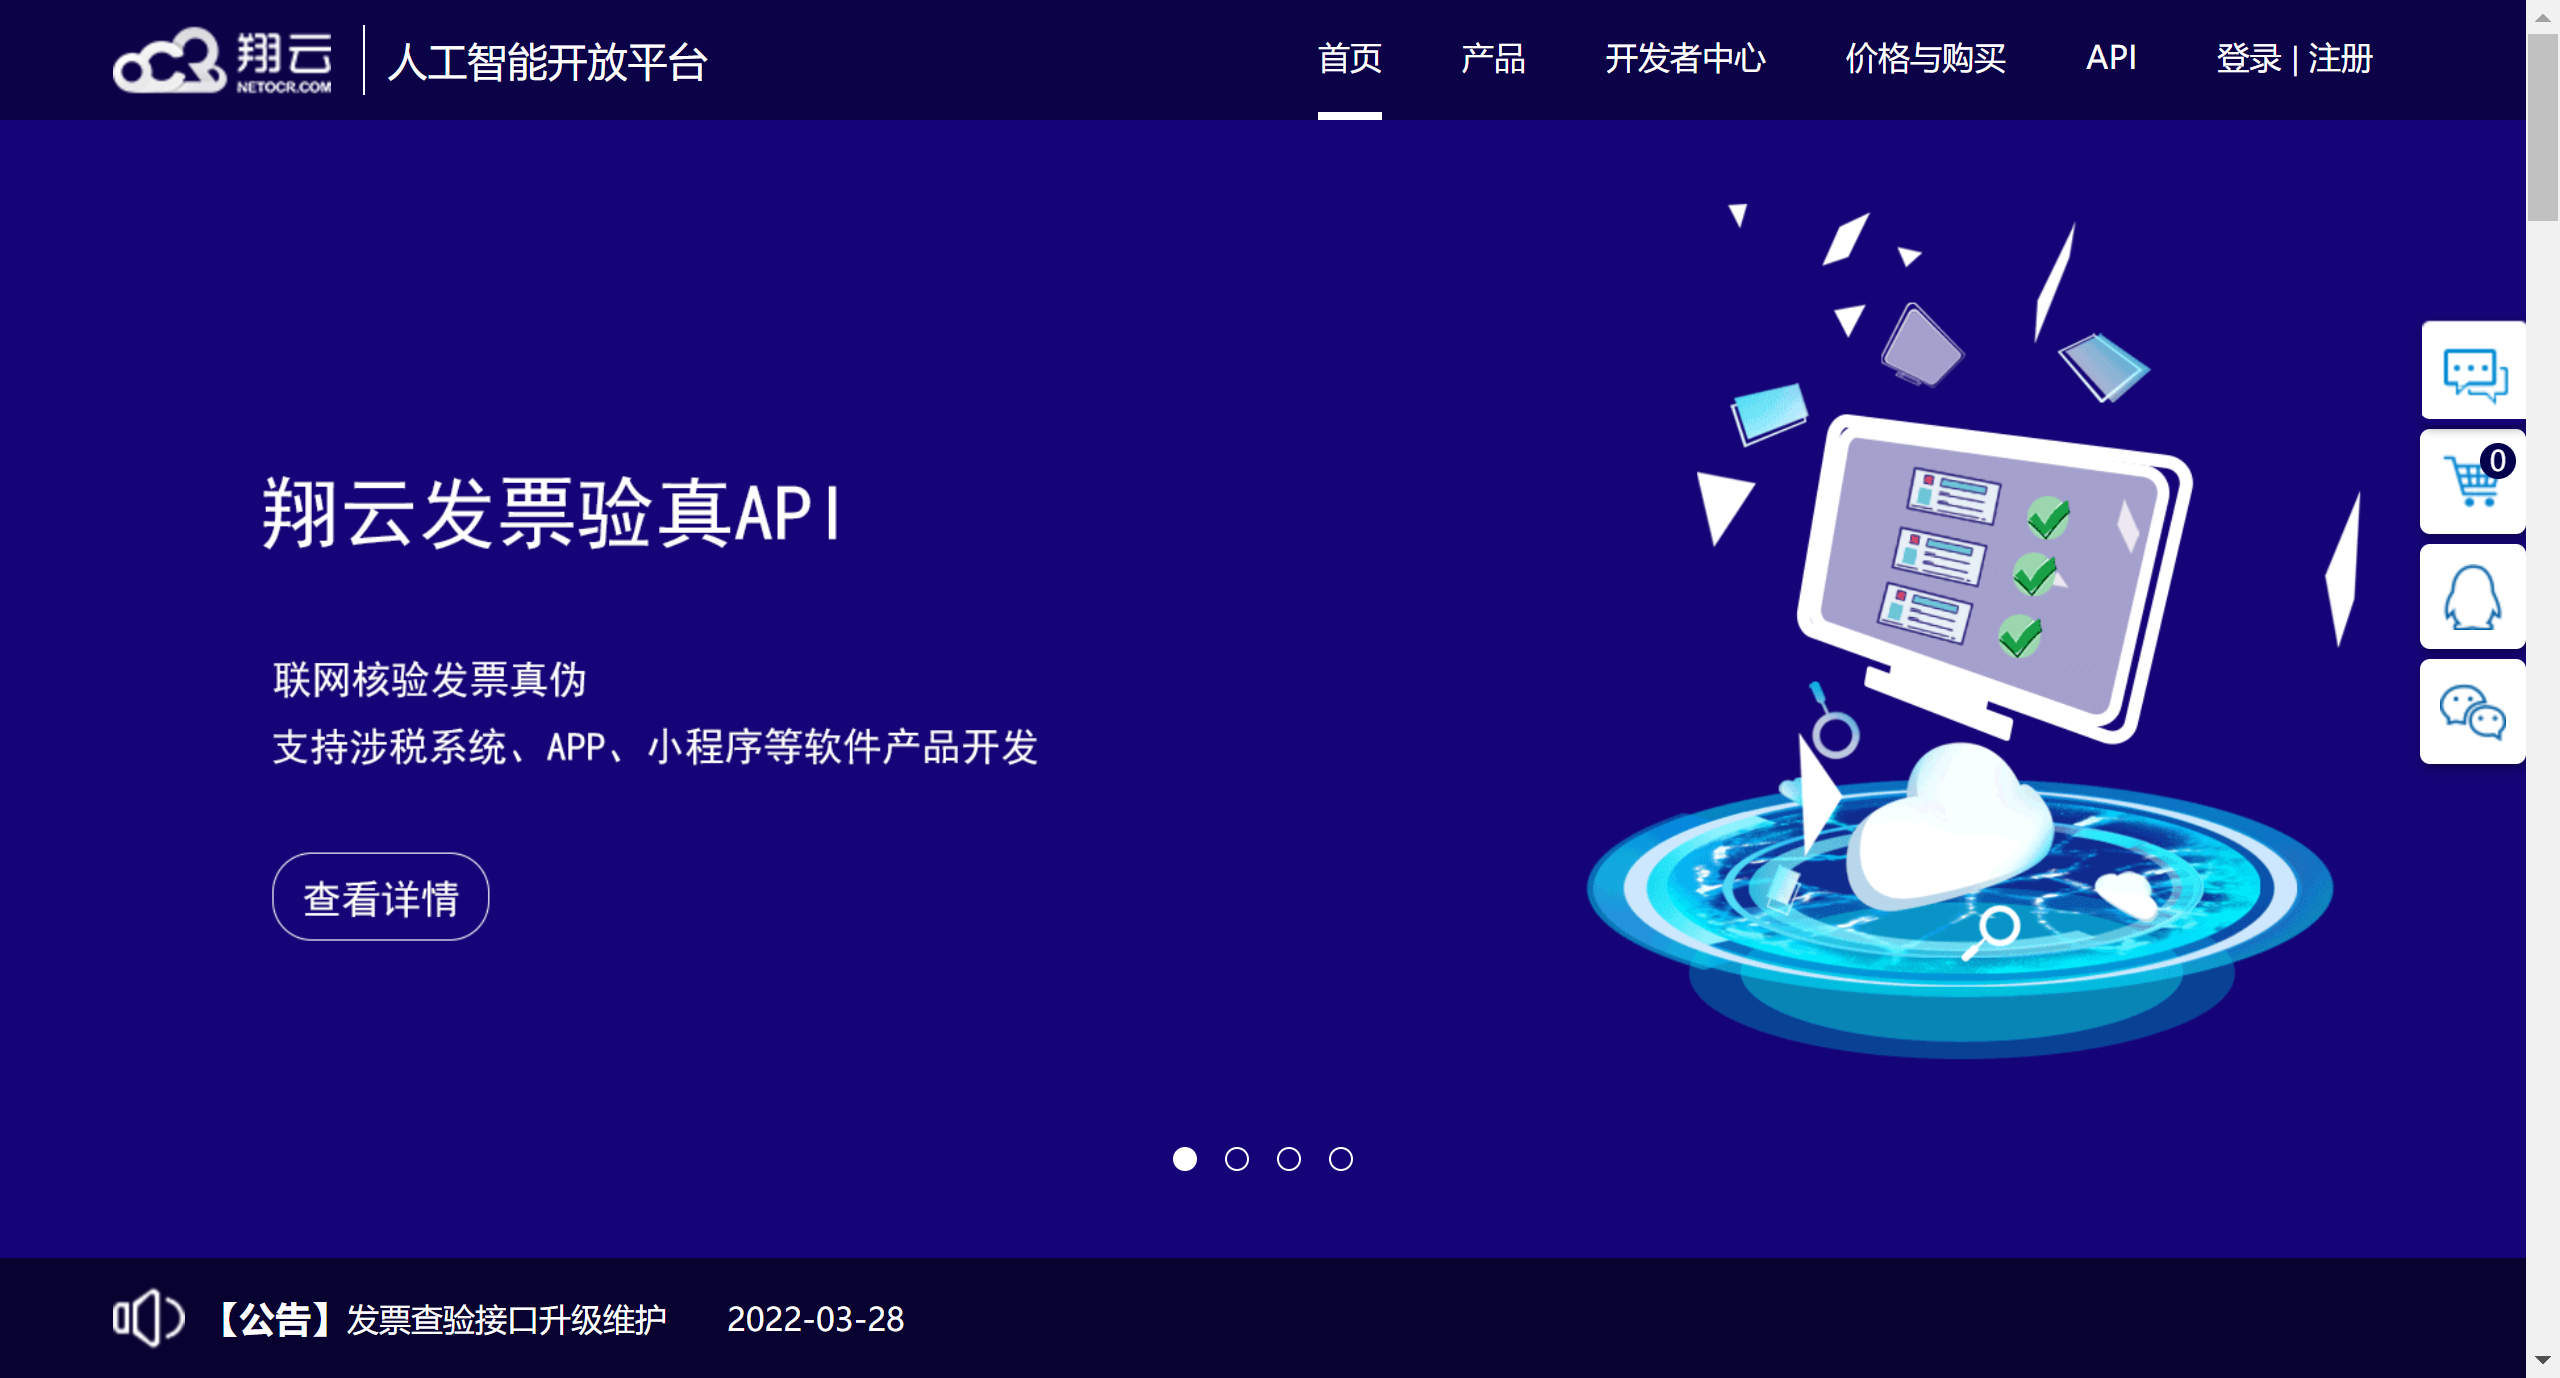 翔云
NETOCR.COM
人工智能开放平台
首页 产品 开发者中心 价格与购买 API 登录 | 注册
0
翔云发票验真API
联网核验发票真伪
支持涉税系统、APP、小程序等软件产品开发
查看详情
【公告】发票查验接口升级维护 2022-03-28